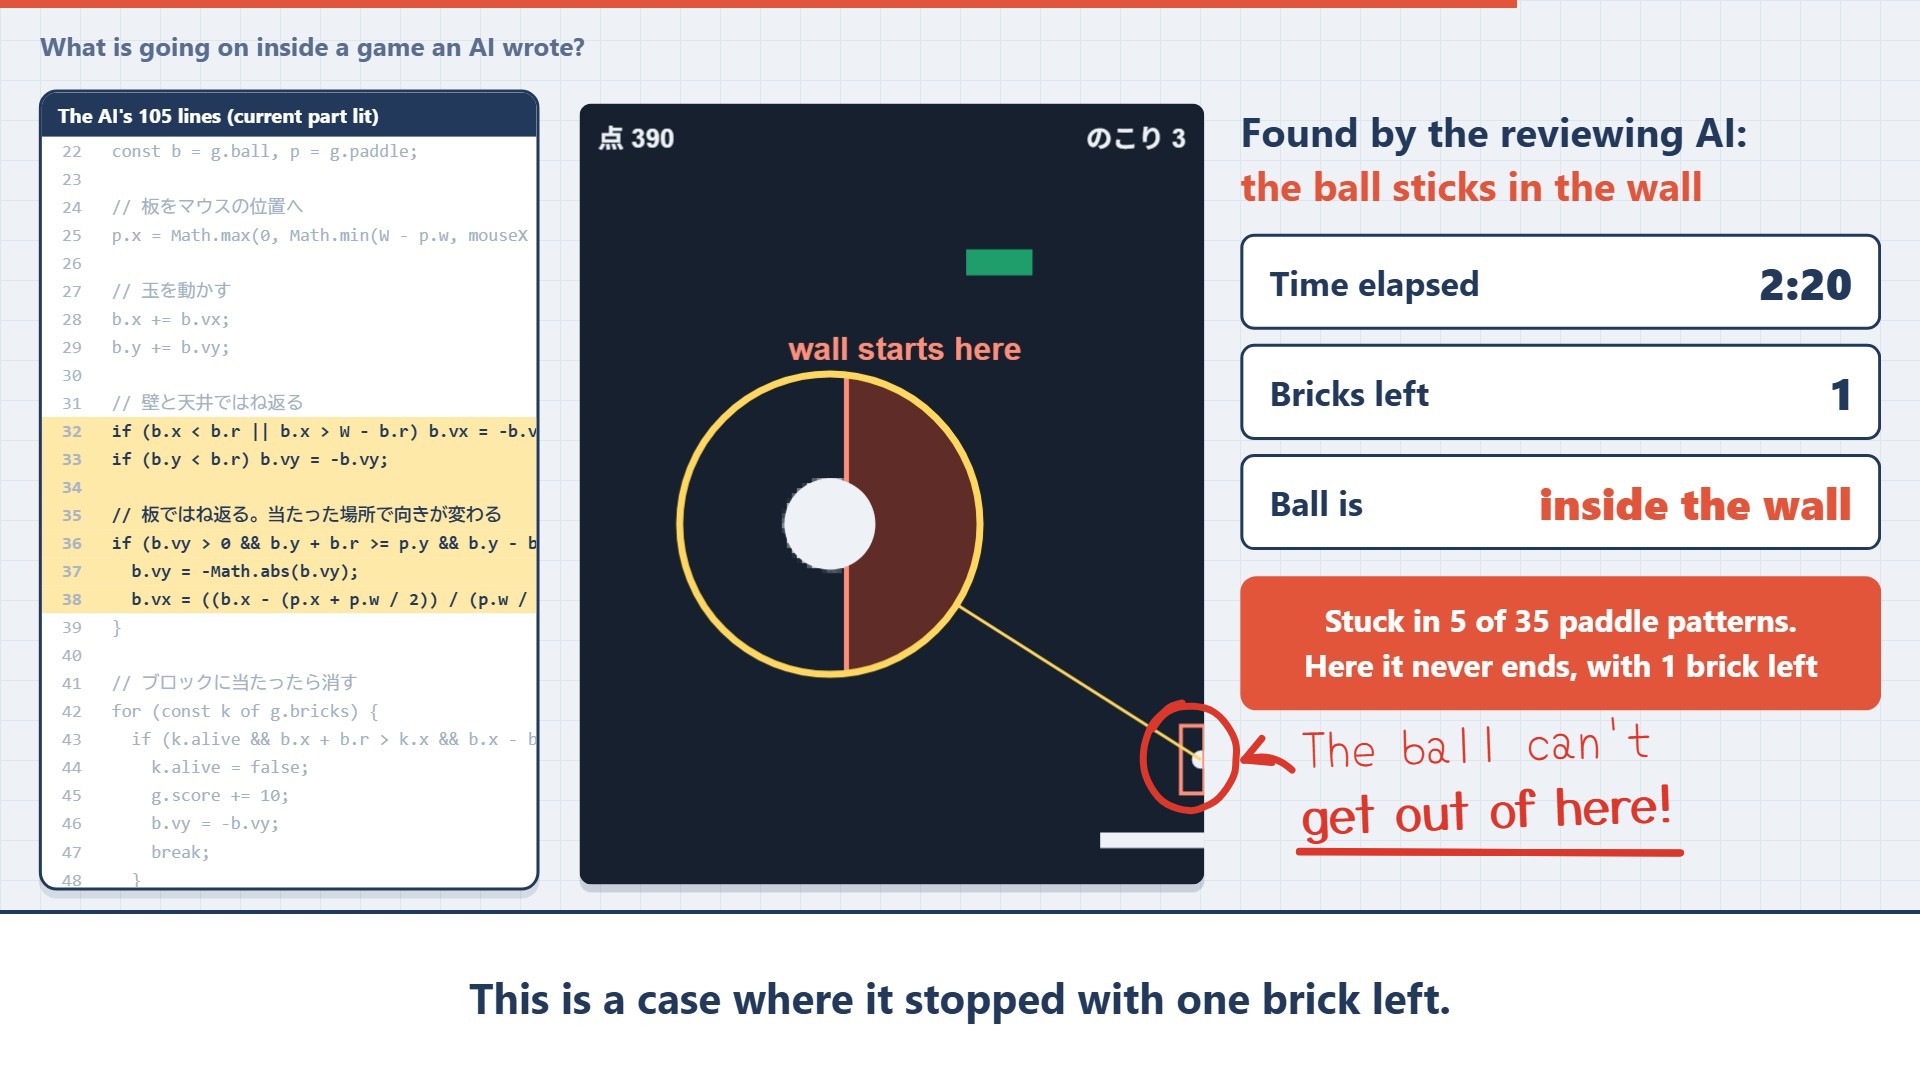 What is going on inside a game an AI wrote?
The AI's 105 lines (current part lit)
22 const b = g.ball, p = g.paddle;
23
24 // 板をマウスの位置へ
25 p.x = Math.max(0, Math.min(W - p.w, mouseX
26
27 // 玉を動かす
28 b.x += b.vx;
29 b.y += b.vy;
30
31 // 壁と天井ではね返る
32 if (b.x < b.r || b.x > W - b.r) b.vx = -b.v
33 if (b.y < b.r) b.vy = -b.vy;
34
35 // 板ではね返る。当たった場所で向きが変わる
36 if (b.vy > 0 && b.y + b.r >= p.y && b.y - b
37 b.vy = -Math.abs(b.vy);
38 b.vx = ((b.x - (p.x + p.w / 2)) / (p.w /
39 }
40
41 // ブロックに当たったら消す
42 for (const k of g.bricks) {
43 if (k.alive && b.x + b.r > k.x && b.x - b
44 k.alive = false;
45 g.score += 10;
46 b.vy = -b.vy;
47 break;
48 }
点 390
のこり 3
wall starts here
Found by the reviewing AI:
the ball sticks in the wall
Time elapsed 2:20
Bricks left 1
Ball is inside the wall
Stuck in 5 of 35 paddle patterns.
Here it never ends, with 1 brick left
The ball can't
get out of here!
This is a case where it stopped with one brick left.